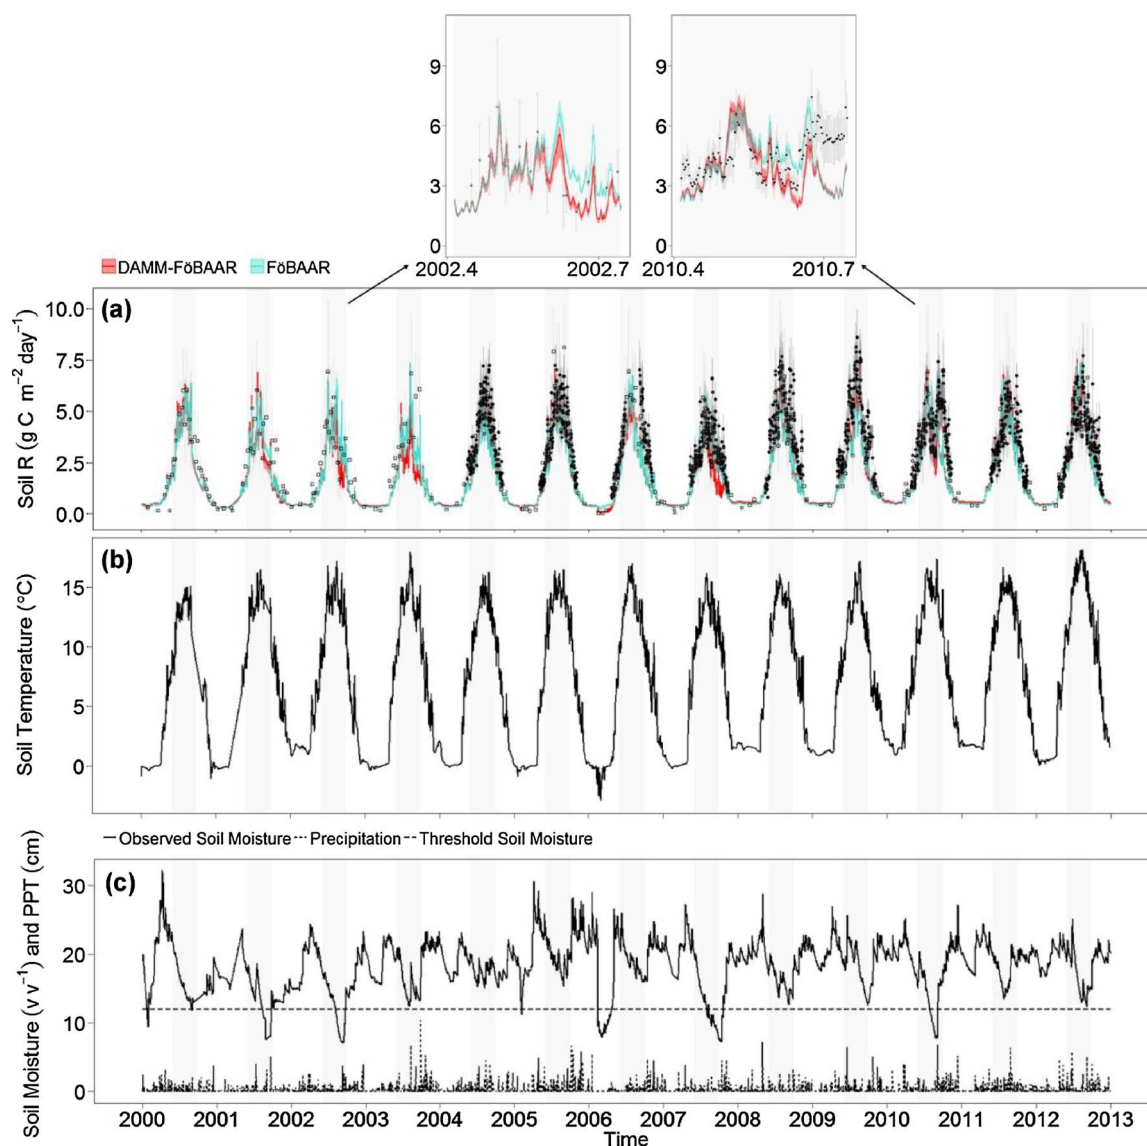 9
9
6
6
3
3
0
0
2002.4
2002.7
2010.4
2010.7
DAMM-FöBAAR
FöBAAR
(a)
Soil R (g C m⁻² day⁻¹)
10.0
7.5
5.0
2.5
0.0
(b)
Soil Temperature (°C)
15
10
5
0
Observed Soil Moisture
Precipitation
Threshold Soil Moisture
(c)
Soil Moisture (v v⁻¹) and PPT (cm)
30
20
10
0
2000 2001 2002 2003 2004 2005 2006 2007 2008 2009 2010 2011 2012 2013
Time